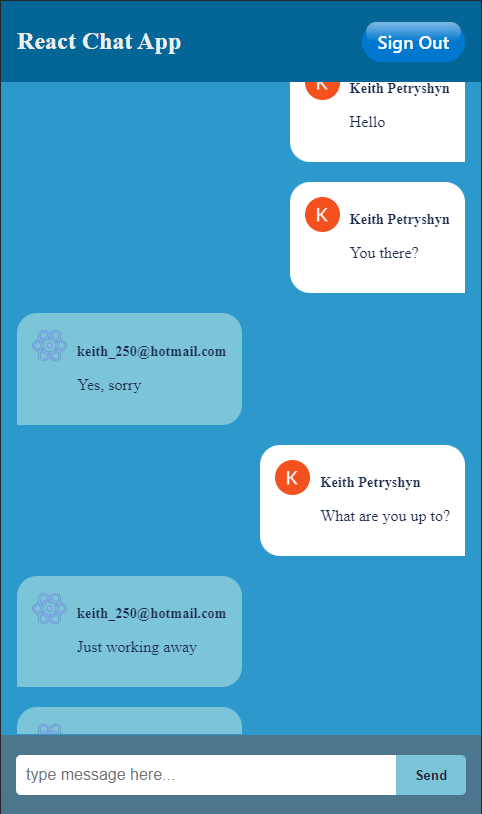 React Chat App
Sign Out
K
Keith Petryshyn
Hello
K
Keith Petryshyn
You there?
keith_250@hotmail.com
Yes, sorry
K
Keith Petryshyn
What are you up to?
keith_250@hotmail.com
Just working away
type message here...
Send